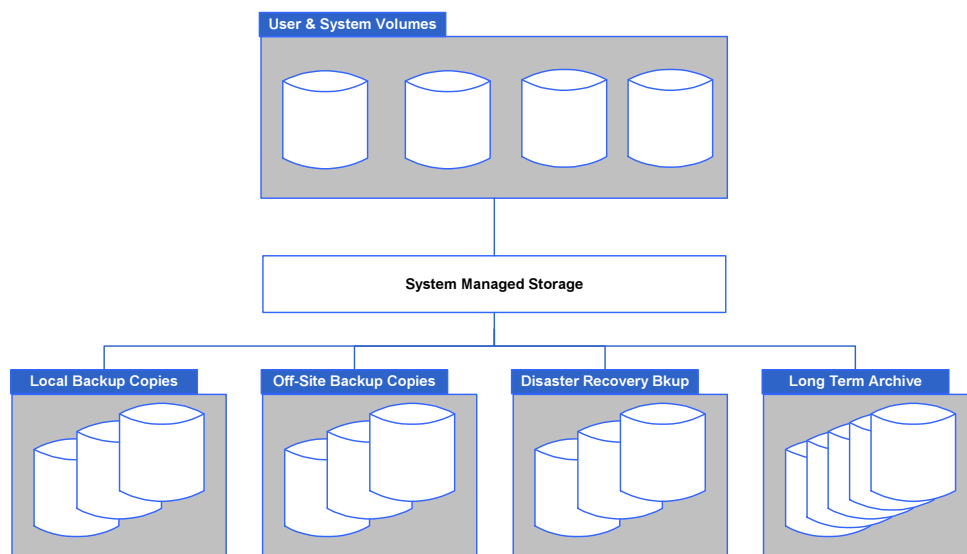 User & System Volumes
System Managed Storage
Local Backup Copies
Off-Site Backup Copies
Disaster Recovery Bkup
Long Term Archive